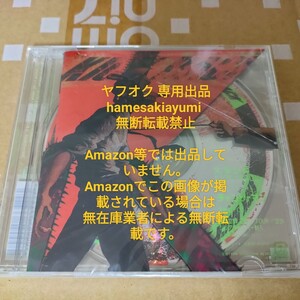 ヤフオク 専用出品
hamesakiayumi
無断転載禁止
Amazon等では出品して
いません。
Amazonでこの画像が掲
載されている場合は
無在庫業者による無断転
載です。